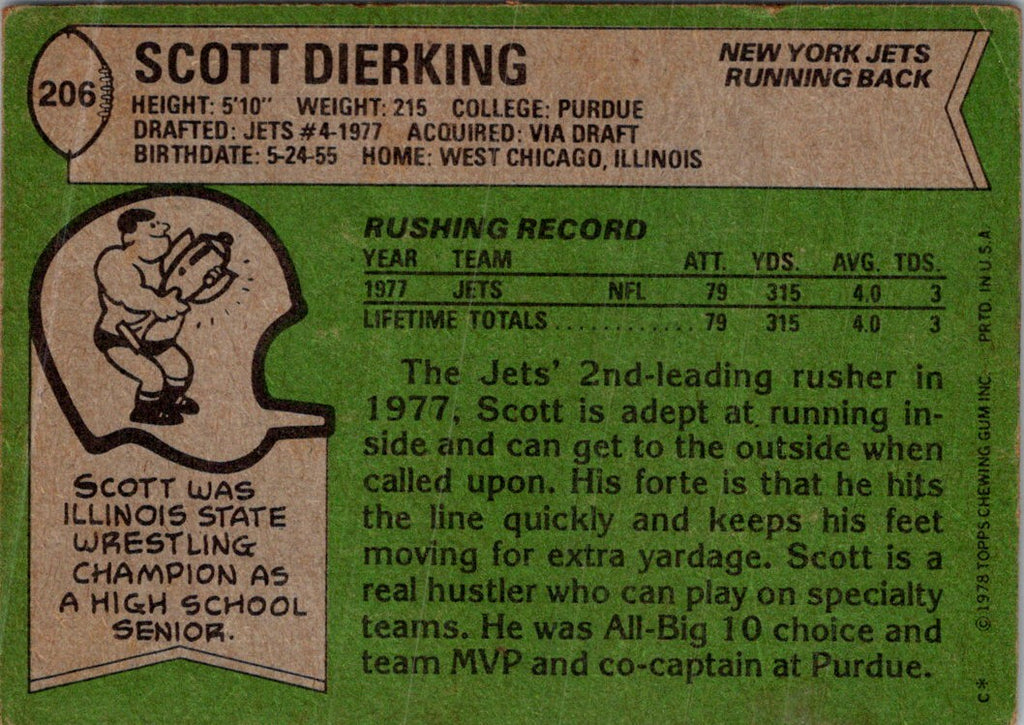 206
SCOTT DIERKING
NEW YORK JETS
RUNNING BACK
HEIGHT: 5'10" WEIGHT: 215 COLLEGE: PURDUE
DRAFTED: JETS #4-1977 ACQUIRED: VIA DRAFT
BIRTHDATE: 5-24-55 HOME: WEST CHICAGO, ILLINOIS
RUSHING RECORD
YEAR TEAM ATT. YDS. AVG. TDS.
1977 JETS NFL 79 315 4.0 3
LIFETIME TOTALS............ 79 315 4.0 3
The Jets' 2nd-leading rusher in
1977, Scott is adept at running in-
side and can get to the outside when
called upon. His forte is that he hits
the line quickly and keeps his feet
moving for extra yardage. Scott is a
real hustler who can play on specialty
teams. He was All-Big 10 choice and
team MVP and co-captain at Purdue.
SCOTT WAS
ILLINOIS STATE
WRESTLING
CHAMPION AS
A HIGH SCHOOL
SENIOR.
C* ©1978 TOPPS CHEWING GUM INC. PRTD. IN U.S.A